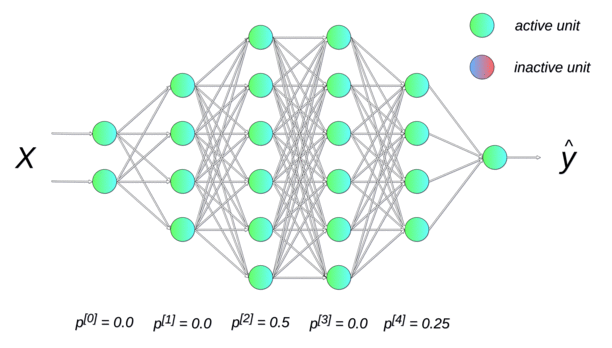 active unit
inactive unit
X
ŷ
p[0] = 0.0 p[1] = 0.0 p[2] = 0.5 p[3] = 0.0 p[4] = 0.25